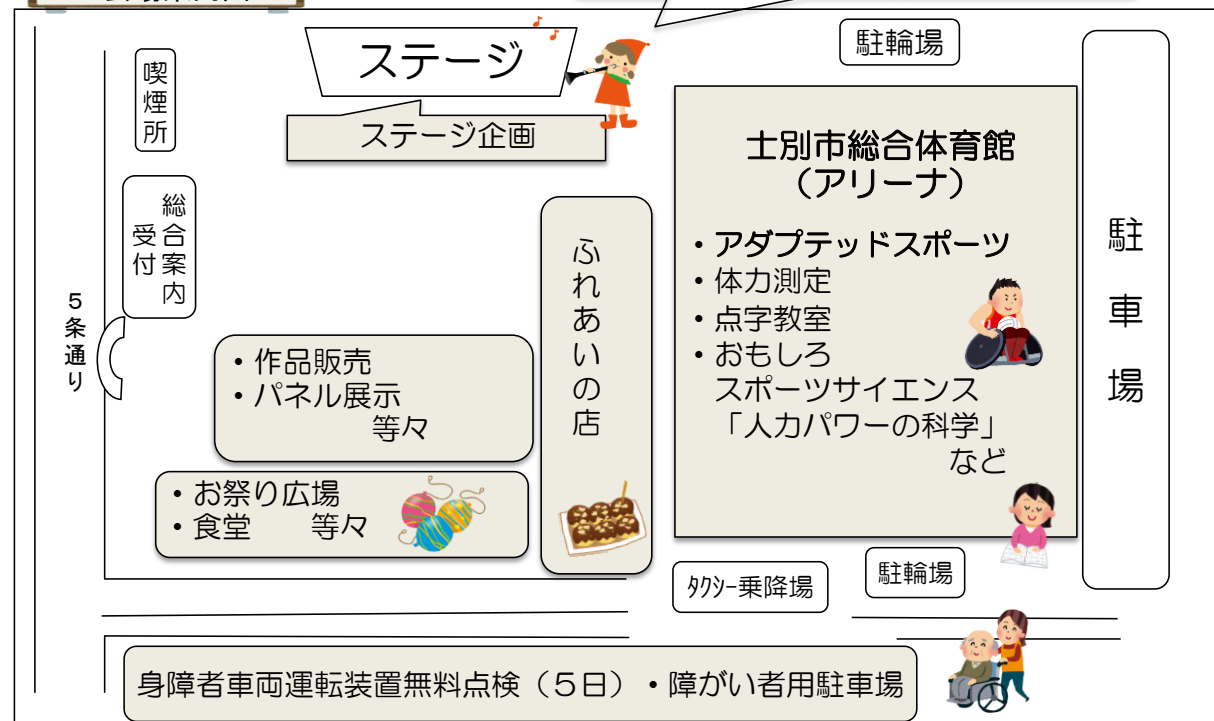 ステージ
ステージ企画
駐輪場
喫煙所
総合案内
受付
5条通り
士別市総合体育館
（アリーナ）
・アダプテッドスポーツ
・体力測定
・点字教室
・おもしろ
スポーツサイエンス
「人力パワーの科学」
など
駐車場
ふれあいの店
・作品販売
・パネル展示
等々
・お祭り広場
・食堂　　等々
ﾀｸｼｰ乗降場
駐輪場
身障者車両運転装置無料点検（５日）・障がい者用駐車場